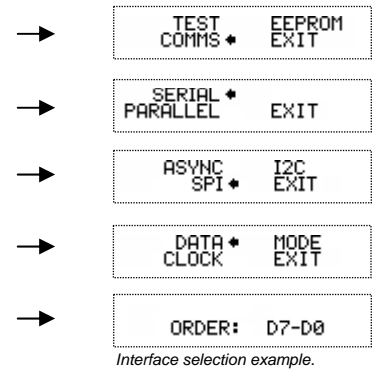 TEST EEPROM
COMMS EXIT
SERIAL
PARALLEL EXIT
ASYNC I2C
SPI EXIT
DATA MODE
CLOCK EXIT
ORDER: D7-D0
Interface selection example.